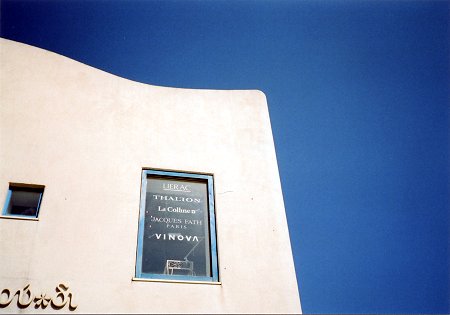 LIERAC
THALION
La Colline n
JACQUES FATH
PARIS
VINOVA